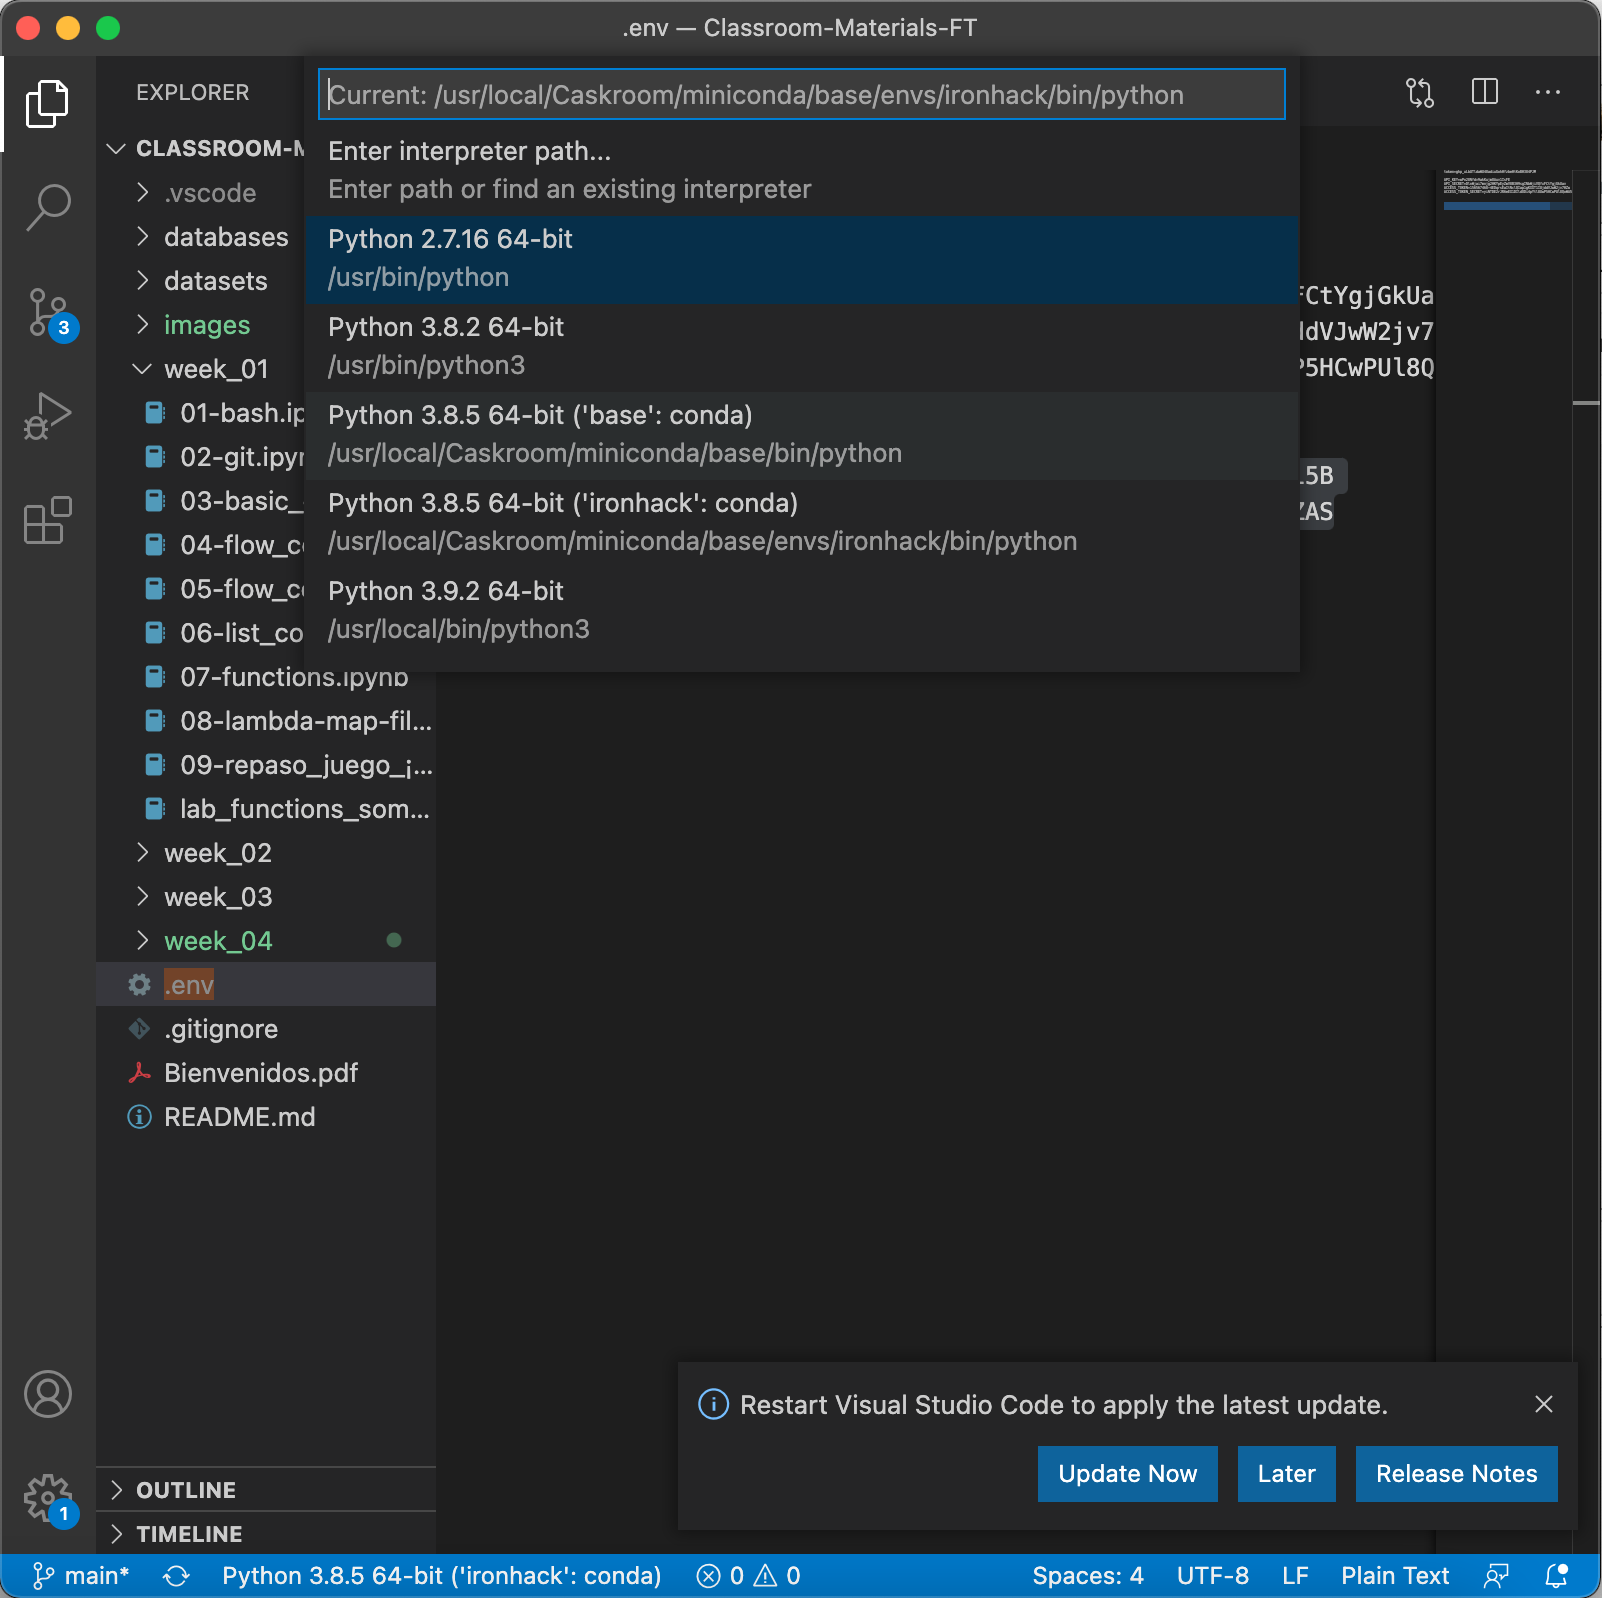 .env — Classroom-Materials-FT
EXPLORER
CLASSROOM-M
.vscode
databases
datasets
images
week_01
01-bash.ip
02-git.ipyn
03-basic_
04-flow_c
05-flow_c
06-list_co
07-functions.ipynb
08-lambda-map-fil...
09-repaso_juego_¡...
lab_functions_som...
week_02
week_03
week_04
.env
.gitignore
Bienvenidos.pdf
README.md
OUTLINE
TIMELINE
3
1
Current: /usr/local/Caskroom/miniconda/base/envs/ironhack/bin/python
Enter interpreter path...
Enter path or find an existing interpreter
Python 2.7.16 64-bit
/usr/bin/python
Python 3.8.2 64-bit
/usr/bin/python3
Python 3.8.5 64-bit ('base': conda)
/usr/local/Caskroom/miniconda/base/bin/python
Python 3.8.5 64-bit ('ironhack': conda)
/usr/local/Caskroom/miniconda/base/envs/ironhack/bin/python
Python 3.9.2 64-bit
/usr/local/bin/python3
CtYgjGkUa
dVJwW2jv7
5HCwPUl8Q
5B
ZAS
Restart Visual Studio Code to apply the latest update.
Update Now Later Release Notes
main* Python 3.8.5 64-bit ('ironhack': conda) 0 0 Spaces: 4 UTF-8 LF Plain Text